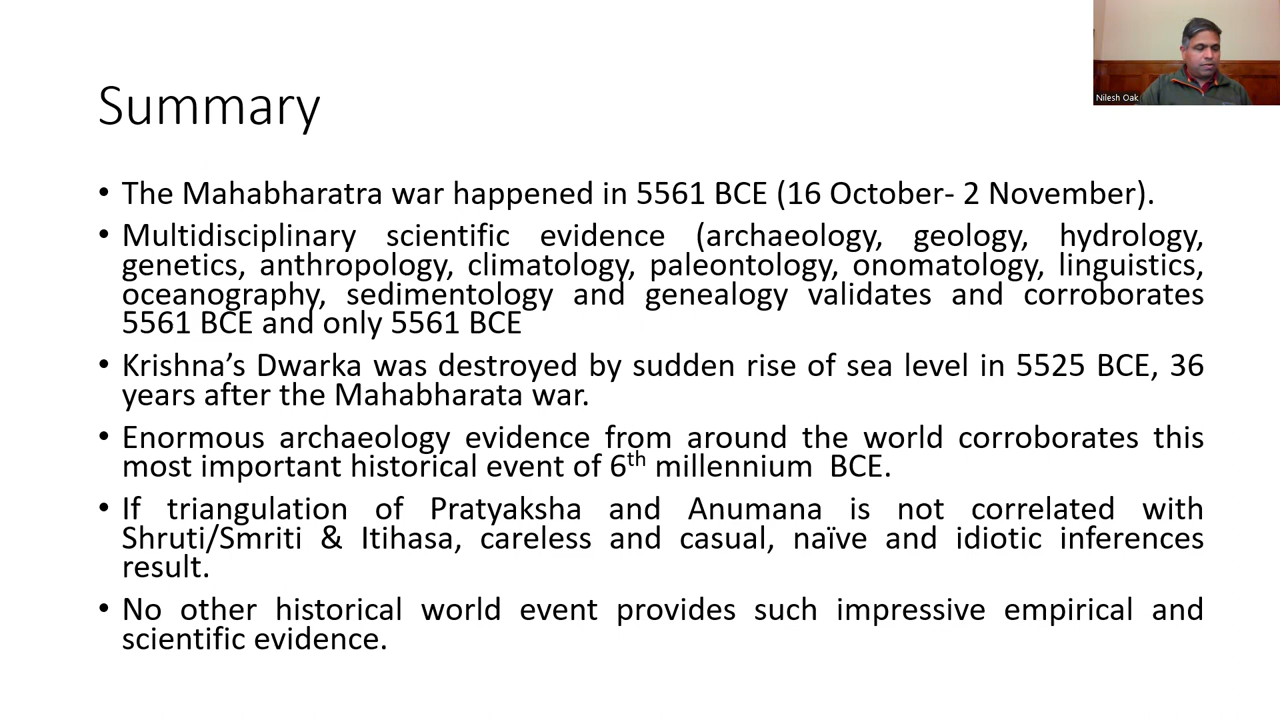 Nilesh Oak
Summary
• The Mahabharatra war happened in 5561 BCE (16 October- 2 November).
• Multidisciplinary scientific evidence (archaeology, geology, hydrology,
genetics, anthropology, climatology, paleontology, onomatology, linguistics,
oceanography, sedimentology and genealogy validates and corroborates
5561 BCE and only 5561 BCE
• Krishna’s Dwarka was destroyed by sudden rise of sea level in 5525 BCE, 36
years after the Mahabharata war.
• Enormous archaeology evidence from around the world corroborates this
most important historical event of 6th millennium BCE.
• If triangulation of Pratyaksha and Anumana is not correlated with
Shruti/Smriti & Itihasa, careless and casual, naïve and idiotic inferences
result.
• No other historical world event provides such impressive empirical and
scientific evidence.